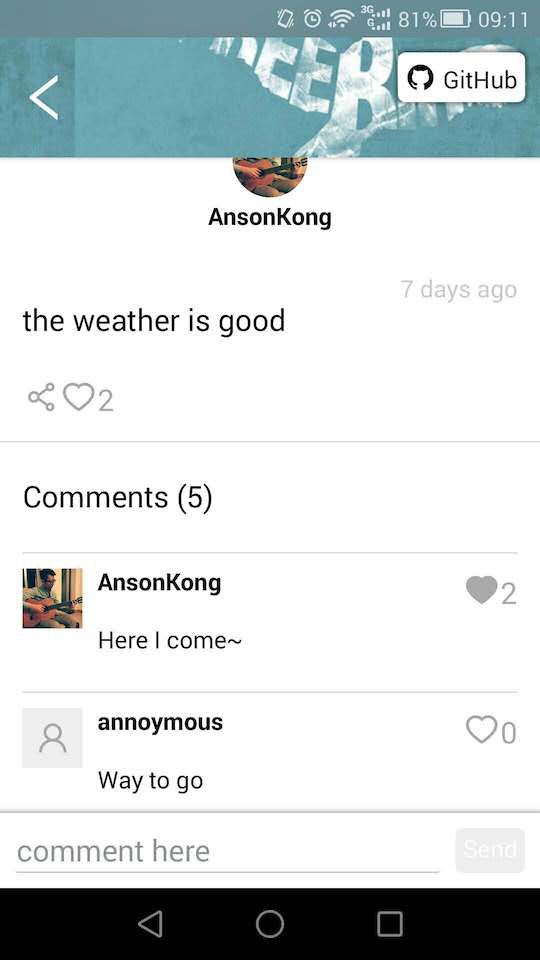 3G
G
81%
09:11
GitHub
AnsonKong
7 days ago
the weather is good
2
Comments (5)
AnsonKong
2
Here I come~
annoymous
0
Way to go
comment here
Send